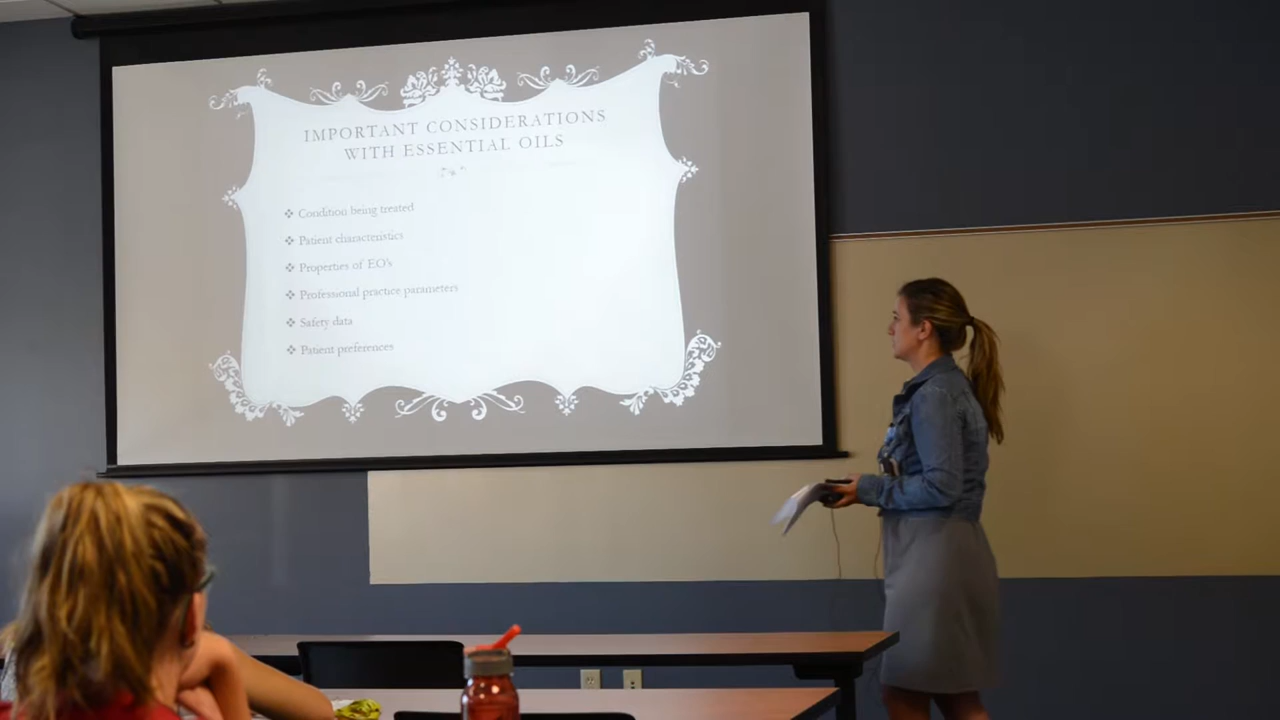 IMPORTANT CONSIDERATIONS
WITH ESSENTIAL OILS
Condition being treated
Patient characteristics
Properties of EO's
Professional practice parameters
Safety data
Patient preferences